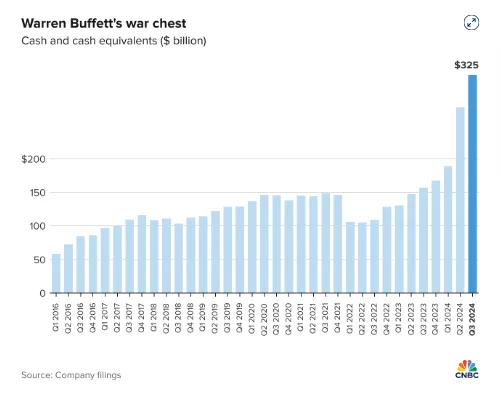 Warren Buffett's war chest
Cash and cash equivalents ($ billion)
$325
$200
150
100
50
0
Q1 2016
Q2 2016
Q3 2016
Q4 2016
Q1 2017
Q2 2017
Q3 2017
Q4 2017
Q1 2018
Q2 2018
Q3 2018
Q4 2018
Q1 2019
Q2 2019
Q3 2019
Q4 2019
Q1 2020
Q2 2020
Q3 2020
Q4 2020
Q1 2021
Q2 2021
Q3 2021
Q4 2021
Q1 2022
Q2 2022
Q3 2022
Q4 2022
Q1 2023
Q2 2023
Q3 2023
Q4 2023
Q1 2024
Q2 2024
Q3 2024
Source: Company filings
CNBC